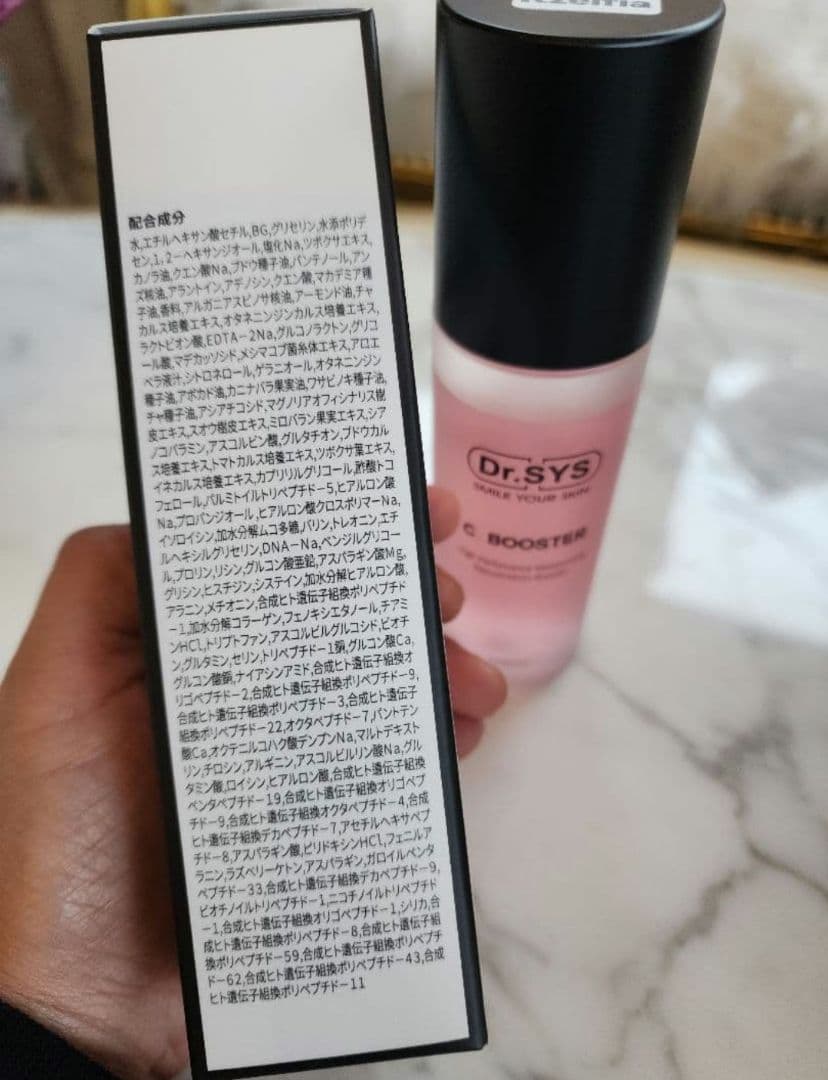 配合成分
水,エチルヘキサン酸セチル,BG,グリセリン,水添ポリデ
セン,1,2-ヘキサンジオール,塩化Na,ツボクサエキス,
カノラ油,クエン酸Na,ブドウ種子油,パンテノール,アン
ズ核油,アラントイン,アデノシン,クエン酸,マカデミア種
子油,香料,アルガニアスピノサ核油,アーモンド油,チャ
カルス培養エキス,オタネニンジンカルス培養エキス,
ラクトビオン酸,EDTA-2Na,グルコノラクトン,グリコ
ール酸,マデカッソシド,メシマコブ菌糸体エキス,アロエ
ベラ液汁,シトロネロール,ゲラニオール,オタネニンジン
種子油,アボカド油,カニナバラ果実油,ワサビノキ種子油,
チャ種子油,アシアチコシド,マグノリアオフィシナリス樹
皮エキス,スオウ樹皮エキス,ミロバラン果実エキス,シア
ノコバラミン,アスコルビン酸,グルタチオン,ブドウカル
ス培養エキス,トマトカルス培養エキス,ツボクサ葉エキス,
イネカルス培養エキス,カプリリルグリコール,酢酸トコ
フェロール,パルミトイルトリペプチド-5,ヒアルロン酸
Na,プロパンジオール,ヒアルロン酸クロスポリマーNa,
イソロイシン,加水分解ムコ多糖,バリン,トレオニン,エチ
ルヘキシルグリセリン,DNA-Na,ベンジルグリコー
ル,プロリン,リシン,グルコン酸亜鉛,アスパラギン酸Mg,
グリシン,ヒスチジン,システイン,加水分解ヒアルロン酸,
アラニン,メチオニン,合成ヒト遺伝子組換ポリペプチド
-1,加水分解コラーゲン,フェノキシエタノール,チアミ
ンHCl,トリプトファン,アスコルビルグルコシド,ビオチ
ン,グルタミン,セリン,トリペプチド-1銅,グルコン酸Ca,
グルコン酸銅,ナイアシンアミド,合成ヒト遺伝子組換オ
リゴペプチド-2,合成ヒト遺伝子組換ポリペプチド-9,
合成ヒト遺伝子組換ポリペプチド-3,合成ヒト遺伝子
組換ポリペプチド-22,オクタペプチド-7,パントテン
酸Ca,オクテニルコハク酸デンプンNa,マルトデキスト
リン,チロシン,アルギニン,アスコルビルリン酸Na,グル
タミン酸,ロイシン,ヒアルロン酸,合成ヒト遺伝子組換
ペンタペプチド-19,合成ヒト遺伝子組換オリゴペプ
チド-9,合成ヒト遺伝子組換オクタペプチド-4,合成
ヒト遺伝子組換デカペプチド-7,アセチルヘキサペプ
チド-8,アスパラギン酸,ピリドキシンHCl,フェニルア
ラニン,ラズベリーケトン,アスパラギン,ガロイルペンタ
ペプチド-33,合成ヒト遺伝子組換デカペプチド-9,
ビオチノイルトリペプチド-1,ニコチノイルトリペプチド
-1,合成ヒト遺伝子組換オリゴペプチド-1,シリカ,合
成ヒト遺伝子組換ポリペプチド-8,合成ヒト遺伝子組
換ポリペプチド-59,合成ヒト遺伝子組換ポリペプチ
ド-62,合成ヒト遺伝子組換ポリペプチド-43,合成
ヒト遺伝子組換ポリペプチド-11
Dr.SYS
SMILE YOUR SKIN
C BOOSTER